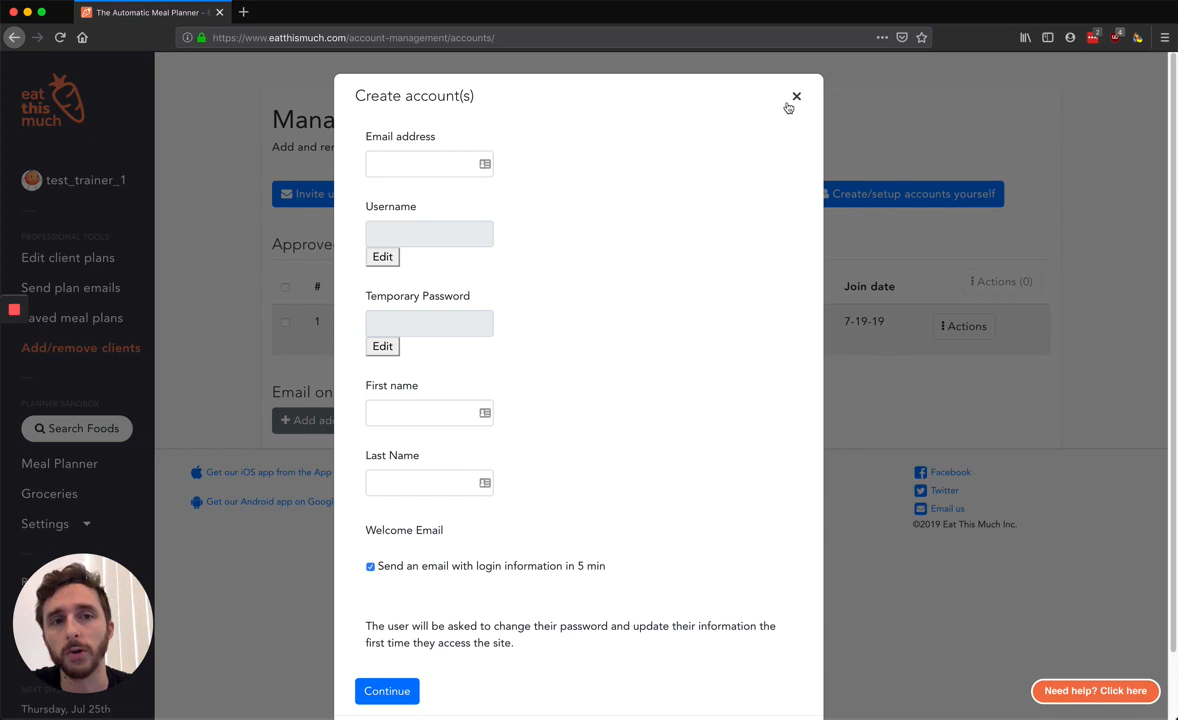 The Automatic Meal Planner -
https://www.eatthismuch.com/account-management/accounts/
2
4
eat
this
much
test_trainer_1
PROFESSIONAL TOOLS
Edit client plans
Send plan emails
aved meal plans
Add/remove clients
PLANNER SANDBOX
Search Foods
Meal Planner
Groceries
Settings
Thursday, Jul 25th
Mana
Add and re
Invite u
Create/setup accounts yourself
Approve
#
Join date
Actions (0)
1
7-19-19
Actions
Email on
Add ad
Get our iOS app from the App
Get our Android app on Googl
Facebook
Twitter
Email us
©2019 Eat This Much Inc.
Create account(s)
Email address
Username
Edit
Temporary Password
Edit
First name
Last Name
Welcome Email
Send an email with login information in 5 min
The user will be asked to change their password and update their information the
first time they access the site.
Continue
Need help? Click here